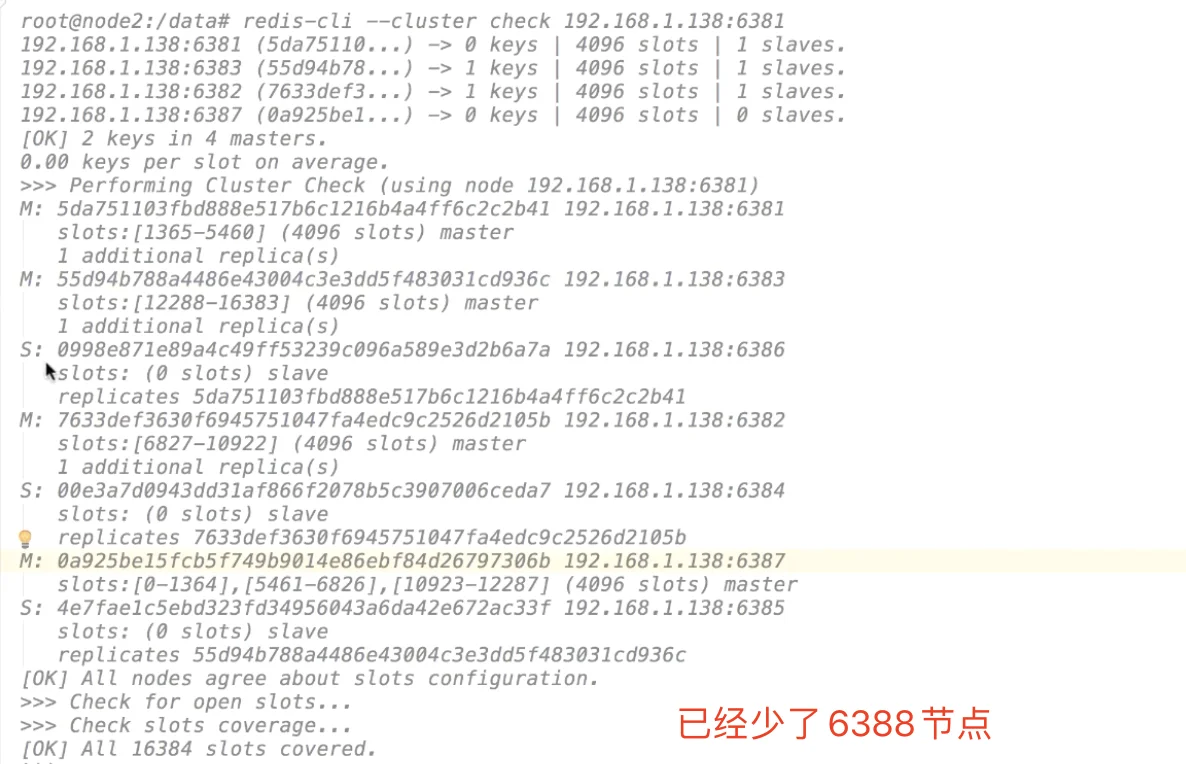 root@node2:/data# redis-cli --cluster check 192.168.1.138:6381
192.168.1.138:6381 (5da75110...) -> 0 keys | 4096 slots | 1 slaves.
192.168.1.138:6383 (55d94b78...) -> 1 keys | 4096 slots | 1 slaves.
192.168.1.138:6382 (7633def3...) -> 1 keys | 4096 slots | 1 slaves.
192.168.1.138:6387 (0a925be1...) -> 0 keys | 4096 slots | 0 slaves.
[OK] 2 keys in 4 masters.
0.00 keys per slot on average.
>>> Performing Cluster Check (using node 192.168.1.138:6381)
M: 5da751103fbd888e517b6c1216b4a4ff6c2c2b41 192.168.1.138:6381
slots:[1365-5460] (4096 slots) master
1 additional replica(s)
M: 55d94b788a4486e43004c3e3dd5f483031cd936c 192.168.1.138:6383
slots:[12288-16383] (4096 slots) master
1 additional replica(s)
S: 0998e871e89a4c49ff53239c096a589e3d2b6a7a 192.168.1.138:6386
slots: (0 slots) slave
replicates 5da751103fbd888e517b6c1216b4a4ff6c2c2b41
M: 7633def3630f6945751047fa4edc9c2526d2105b 192.168.1.138:6382
slots:[6827-10922] (4096 slots) master
1 additional replica(s)
S: 00e3a7d0943dd31af866f2078b5c3907006ceda7 192.168.1.138:6384
slots: (0 slots) slave
replicates 7633def3630f6945751047fa4edc9c2526d2105b
M: 0a925be15fcb5f749b9014e86ebf84d26797306b 192.168.1.138:6387
slots:[0-1364],[5461-6826],[10923-12287] (4096 slots) master
S: 4e7fae1c5ebd323fd34956043a6da42e672ac33f 192.168.1.138:6385
slots: (0 slots) slave
replicates 55d94b788a4486e43004c3e3dd5f483031cd936c
[OK] All nodes agree about slots configuration.
>>> Check for open slots...
>>> Check slots coverage...
[OK] All 16384 slots covered.
已经少了6388节点